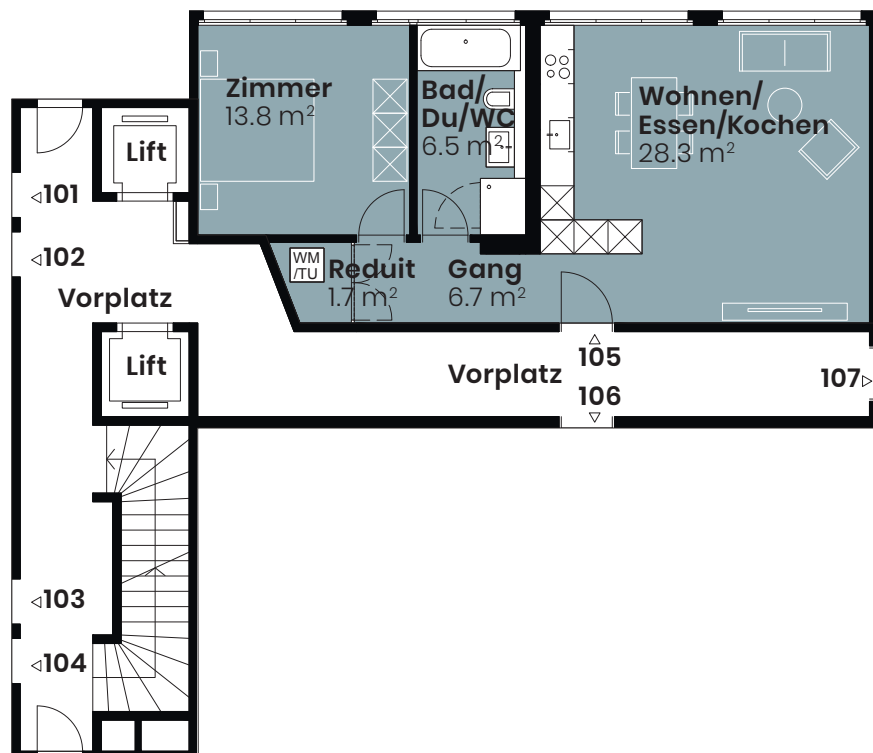 Zimmer
13.8 m²
Bad/
Du/WC
6.5 m²
Wohnen/
Essen/Kochen
28.3 m²
Lift
101
102
Vorplatz
WM
/TU
Reduit
1.7 m²
Gang
6.7 m²
Lift
Vorplatz
105
106
107
103
104